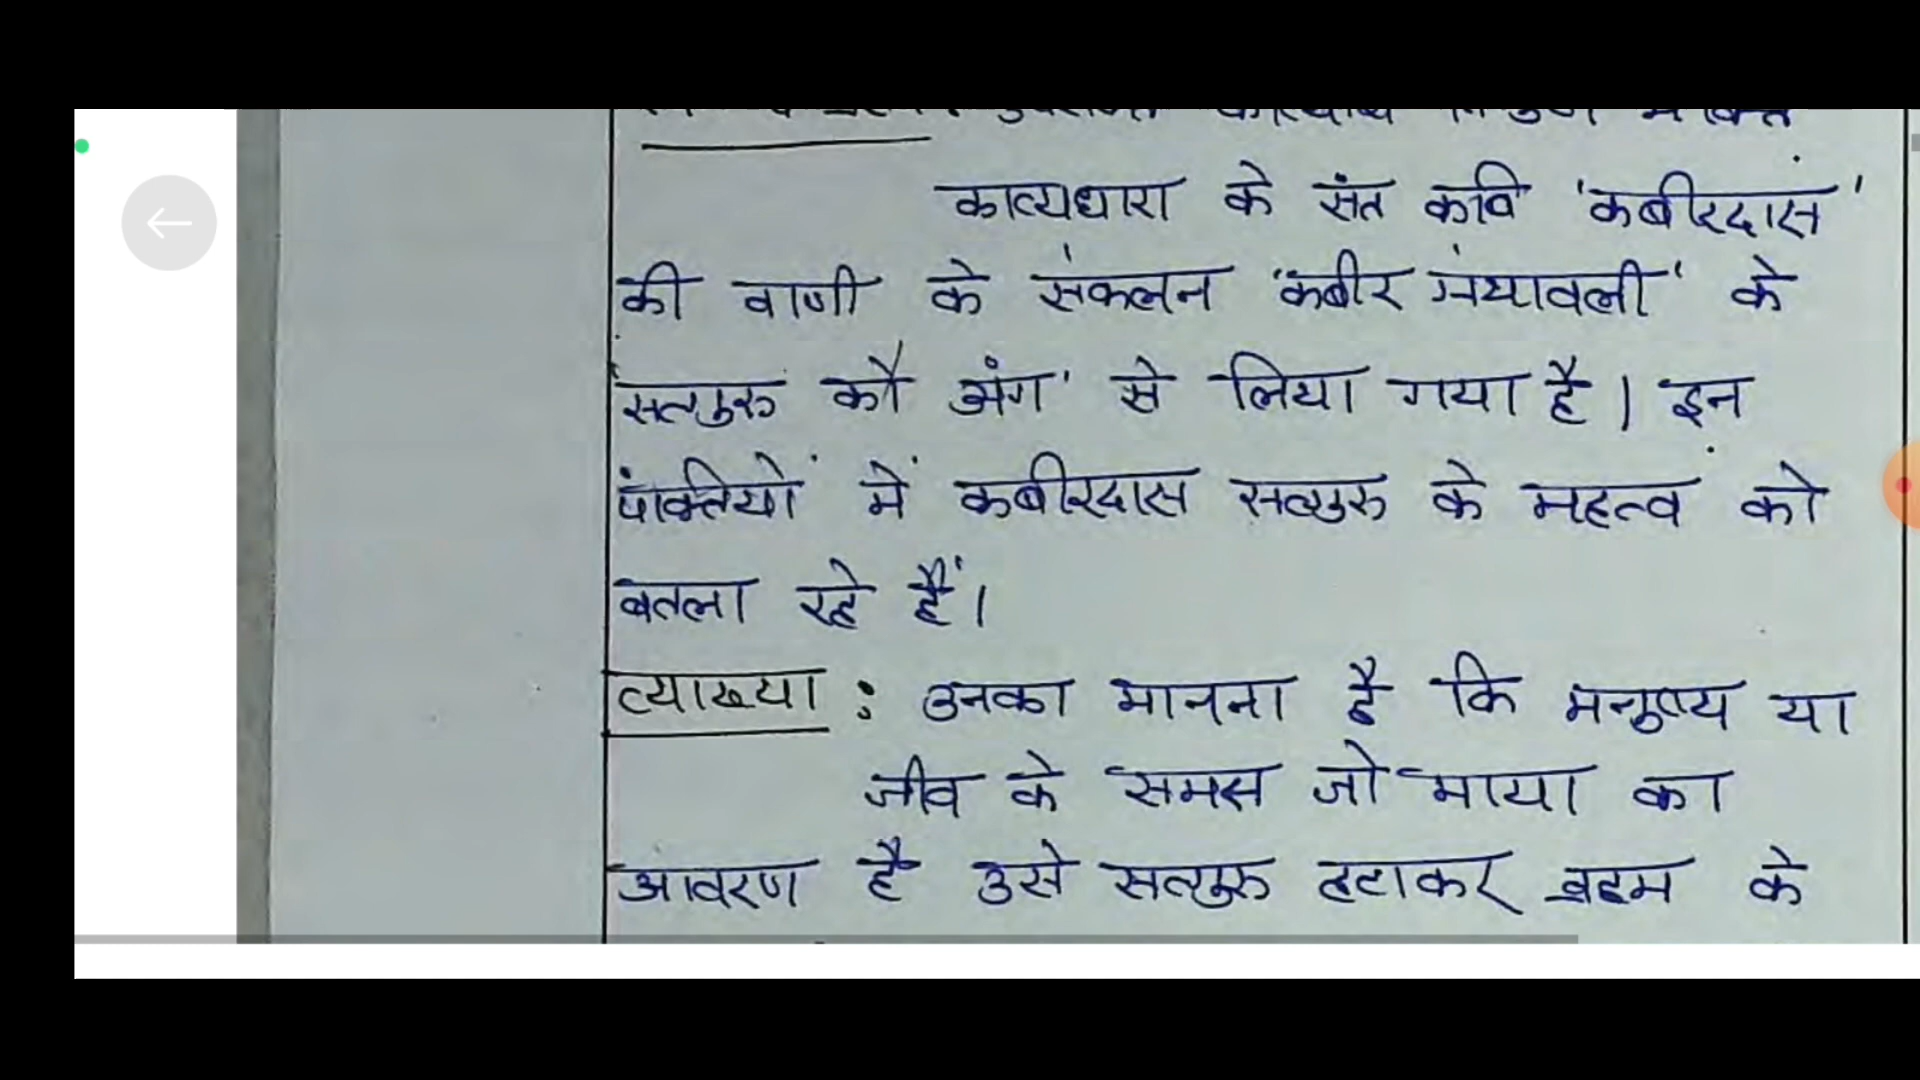 काव्यधारा के संत कवि 'कबीरदास'
की वाणी के संकलन 'कबीर ग्रंथावली' के
'सत्गुरु कौ अंग' से लिया गया है। इन
पंक्तियों में कबीरदास सत्गुरु के महत्व को
बतला रहे हैं।
व्याख्या : उनका मानना है कि मनुष्य या
जीव के समक्ष जो माया का
आवरण है उसे सत्गुरु हटाकर ब्रह्म के